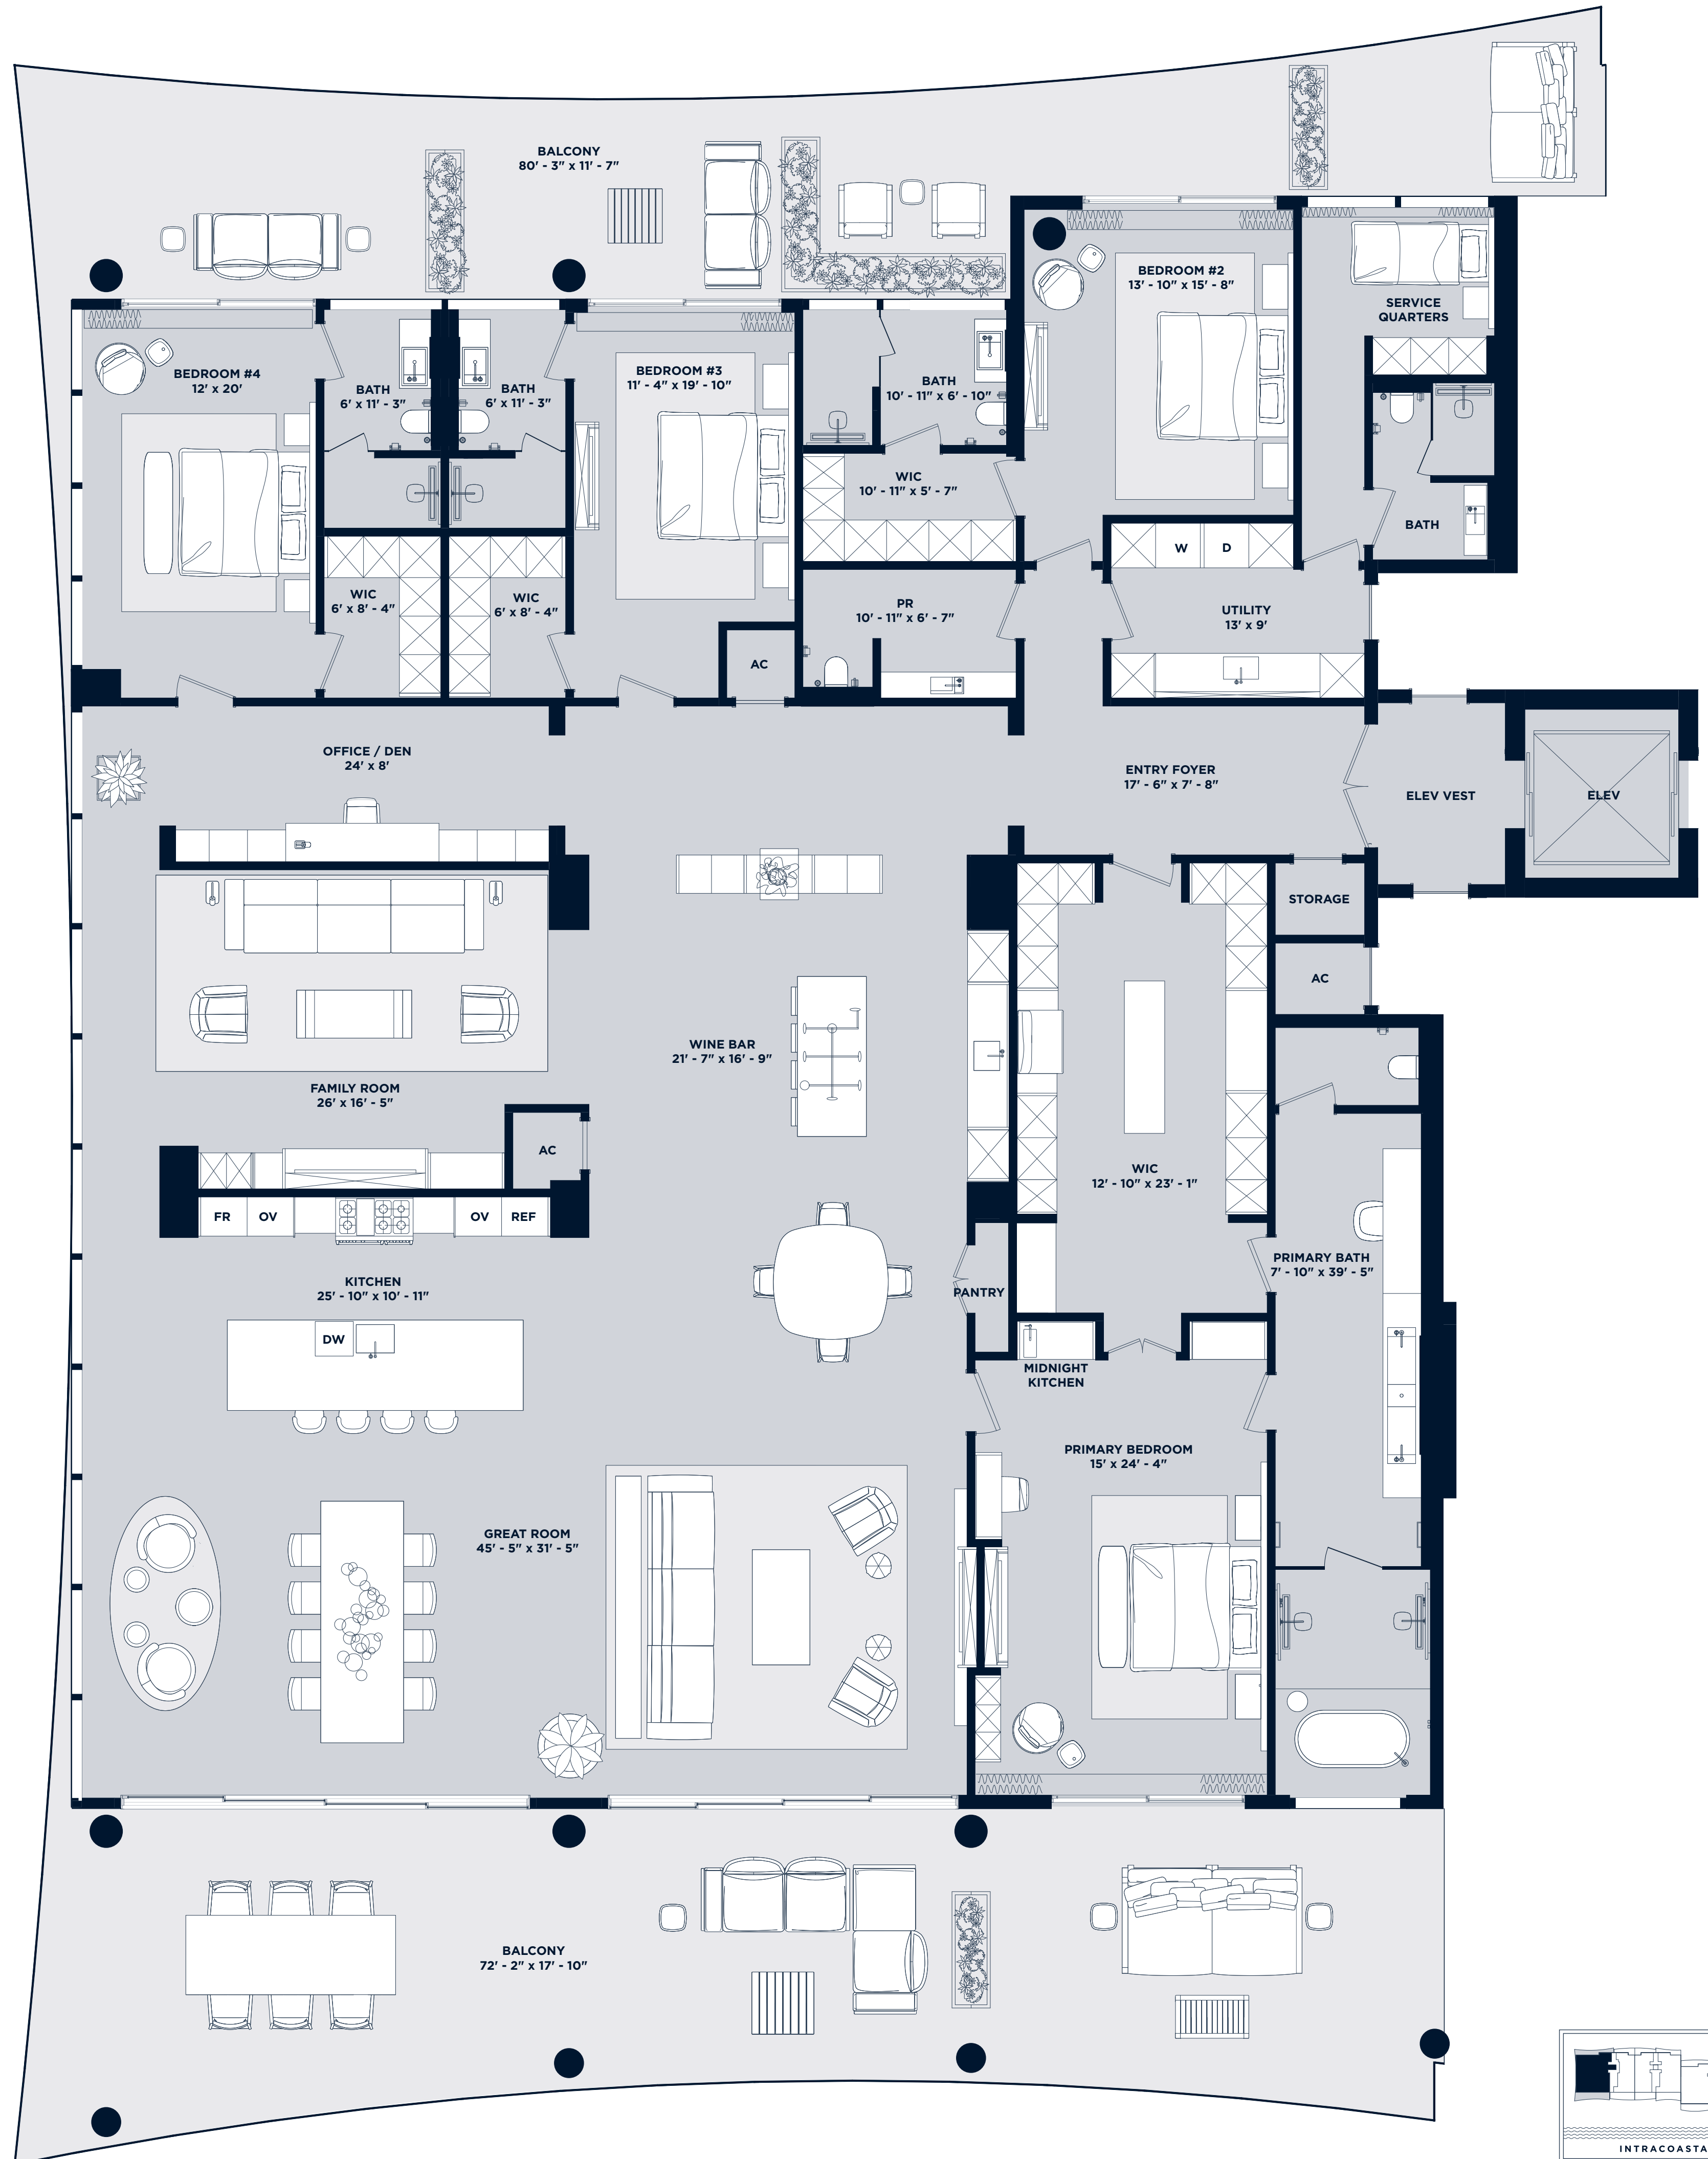 BALCONY
80' - 3" x 11' - 7"
BEDROOM #2
13' - 10" x 15' - 8"
SERVICE
QUARTERS
BEDROOM #4
12' x 20'
BATH
6' x 11' - 3"
BATH
6' x 11' - 3"
BEDROOM #3
11' - 4" x 19' - 10"
BATH
10' - 11" x 6' - 10"
WIC
10' - 11" x 5' - 7"
BATH
W
D
WIC
6' x 8' - 4"
WIC
6' x 8' - 4"
PR
10' - 11" x 6' - 7"
UTILITY
13' x 9'
AC
OFFICE / DEN
24' x 8'
ENTRY FOYER
17' - 6" x 7' - 8"
ELEV VEST
ELEV
STORAGE
AC
WINE BAR
21' - 7" x 16' - 9"
FAMILY ROOM
26' x 16' - 5"
AC
WIC
12' - 10" x 23' - 1"
FR
OV
OV
REF
PRIMARY BATH
7' - 10" x 39' - 5"
KITCHEN
25' - 10" x 10' - 11"
PANTRY
DW
MIDNIGHT
KITCHEN
PRIMARY BEDROOM
15' x 24' - 4"
GREAT ROOM
45' - 5" x 31' - 5"
BALCONY
72' - 2" x 17' - 10"
INTRACOASTA